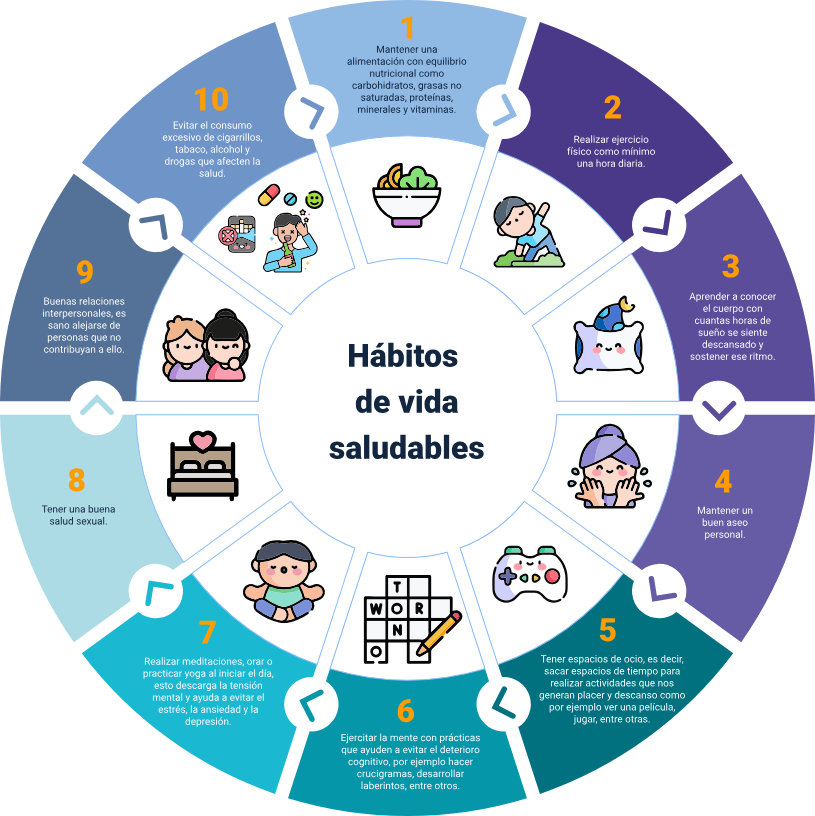 Hábitos
de vida
saludables
1
Mantener una
alimentación con equilibrio
nutricional como
carbohidratos, grasas no
saturadas, proteínas,
minerales y vitaminas.
2
Realizar ejercicio
físico como mínimo
una hora diaria.
3
Aprender a conocer
el cuerpo con
cuantas horas de
sueño se siente
descansado y
sostener ese ritmo.
4
Mantener un
buen aseo
personal.
5
Tener espacios de ocio, es decir,
sacar espacios de tiempo para
realizar actividades que nos
generan placer y descanso como
por ejemplo ver una película,
jugar, entre otras.
6
Ejercitar la mente con prácticas
que ayuden a evitar el deterioro
cognitivo, por ejemplo hacer
crucigramas, desarrollar
laberintos, entre otros.
T
W O R
N
O
7
Realizar meditaciones, orar o
practicar yoga al iniciar el día,
esto descarga la tensión
mental y ayuda a evitar el
estrés, la ansiedad y la
depresión.
8
Tener una buena
salud sexual.
9
Buenas relaciones
interpersonales, es
sano alejarse de
personas que no
contribuyan a ello.
10
Evitar el consumo
excesivo de cigarrillos,
tabaco, alcohol y
drogas que afecten la
salud.